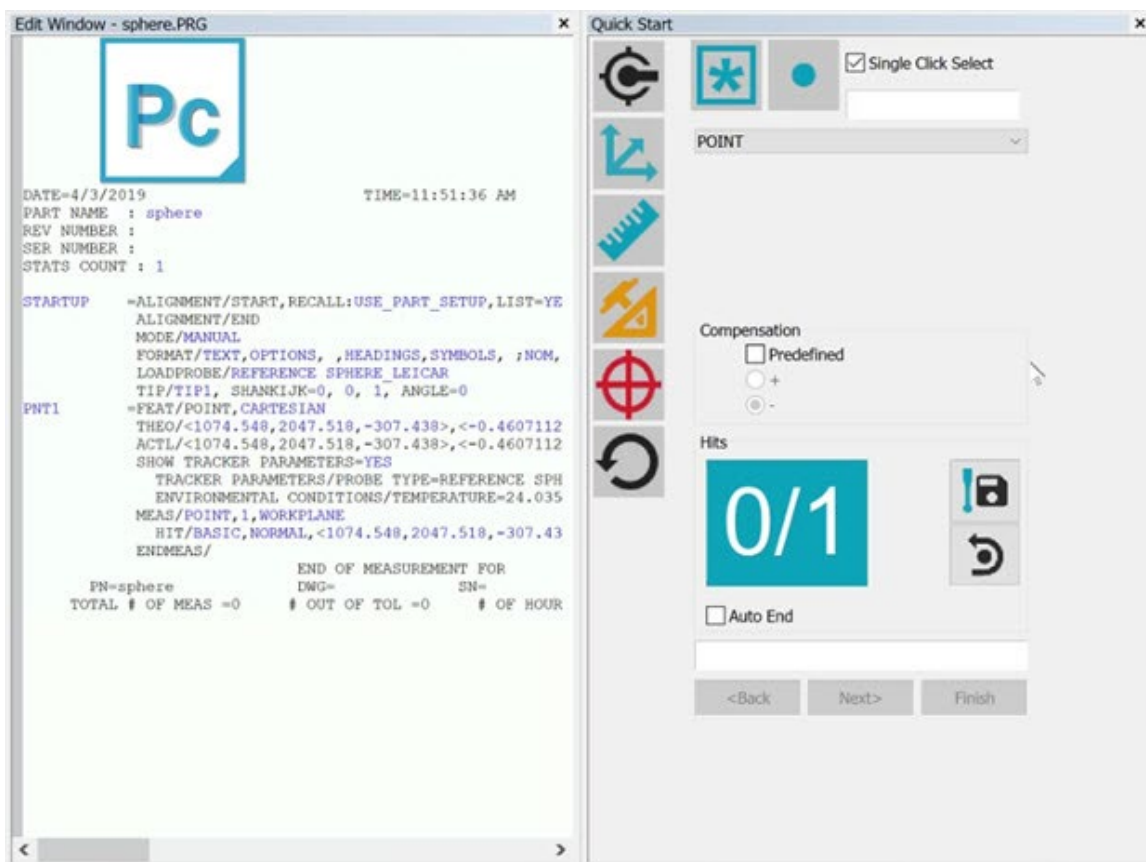 Edit Window - sphere.PRG
Pc
DATE=4/3/2019 TIME=11:51:36 AM
PART NAME : sphere
REV NUMBER :
SER NUMBER :
STATS COUNT : 1
STARTUP =ALIGNMENT/START,RECALL:USE_PART_SETUP,LIST=YE
ALIGNMENT/END
MODE/MANUAL
FORMAT/TEXT,OPTIONS, ,HEADINGS,SYMBOLS, ;NOM,
LOADPROBE/REFERENCE SPHERE_LEICAR
TIP/TIP1, SHANKIJK=0, 0, 1, ANGLE=0
PNT1 =FEAT/POINT,CARTESIAN
THEO/<1074.548,2047.518,-307.438>,<-0.4607112
ACTL/<1074.548,2047.518,-307.438>,<-0.4607112
SHOW TRACKER PARAMETERS=YES
TRACKER PARAMETERS/PROBE TYPE=REFERENCE SPH
ENVIRONMENTAL CONDITIONS/TEMPERATURE=24.035
MEAS/POINT,1,WORKPLANE
HIT/BASIC,NORMAL,<1074.548,2047.518,-307.43
ENDMEAS/
END OF MEASUREMENT FOR
PN=sphere DWG= SN=
TOTAL # OF MEAS =0 # OUT OF TOL =0 # OF HOUR
Quick Start
Single Click Select
POINT
Compensation
Predefined
+
-
Hits
0/1
Auto End
<Back Next> Finish